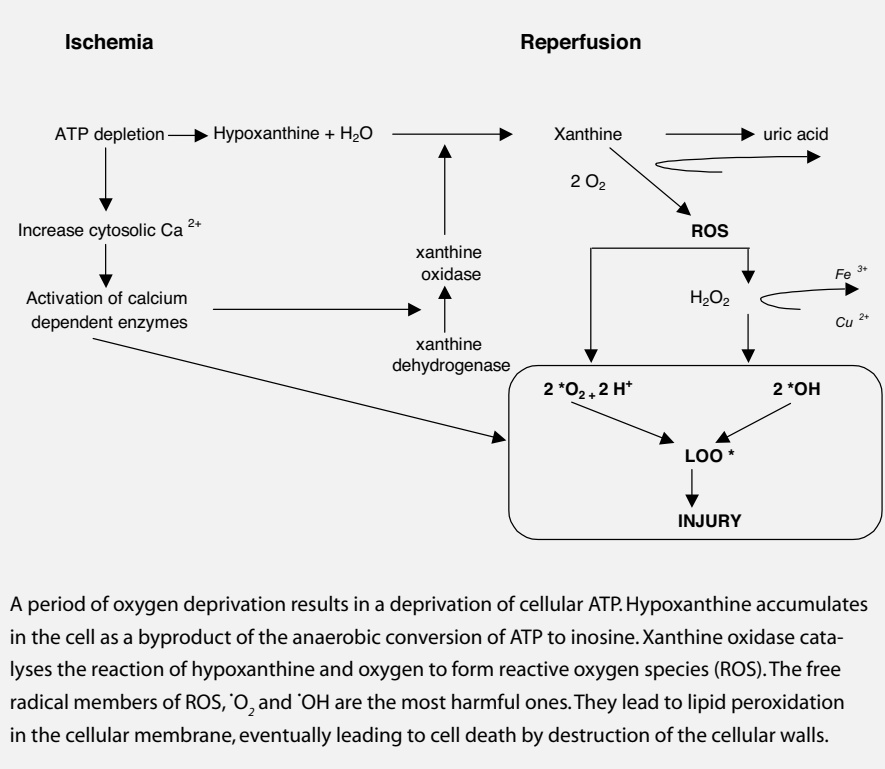 Ischemia
Reperfusion
ATP depletion
Hypoxanthine + H₂O
Xanthine
uric acid
2 O₂
Increase cytosolic Ca ²⁺
ROS
xanthine
oxidase
Activation of calcium
dependent enzymes
H₂O₂
Fe ³⁺
Cu ²⁺
xanthine
dehydrogenase
2 *O₂ ₊ 2 H⁺
2 *OH
LOO *
INJURY
A period of oxygen deprivation results in a deprivation of cellular ATP. Hypoxanthine accumulates
in the cell as a byproduct of the anaerobic conversion of ATP to inosine. Xanthine oxidase cata-
lyses the reaction of hypoxanthine and oxygen to form reactive oxygen species (ROS). The free
radical members of ROS, ˙O₂ and ˙OH are the most harmful ones. They lead to lipid peroxidation
in the cellular membrane, eventually leading to cell death by destruction of the cellular walls.